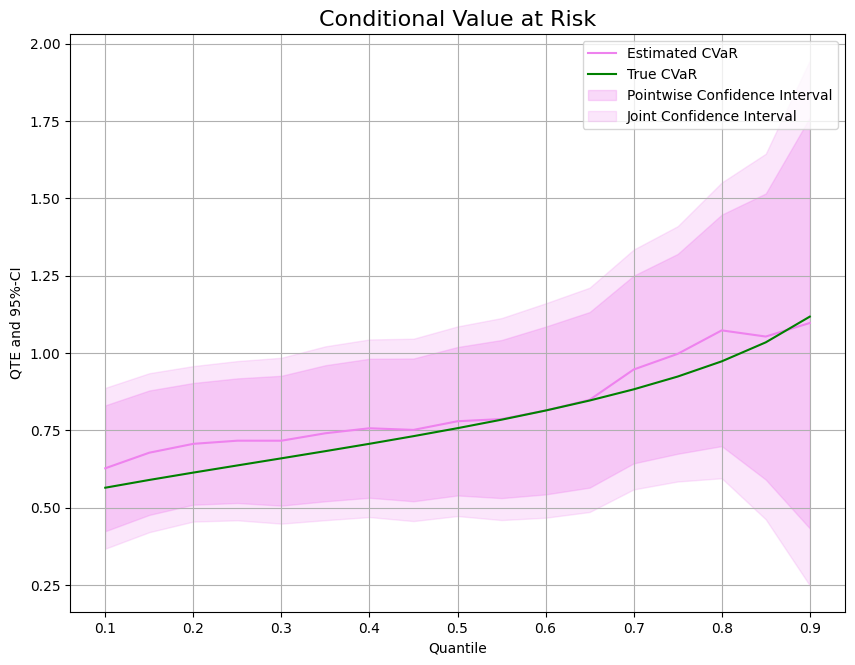 Conditional Value at Risk
Estimated CVaR
True CVaR
Pointwise Confidence Interval
Joint Confidence Interval
QTE and 95%-CI
2.00
1.75
1.50
1.25
1.00
0.75
0.50
0.25
0.1 0.2 0.3 0.4 0.5 0.6 0.7 0.8 0.9
Quantile